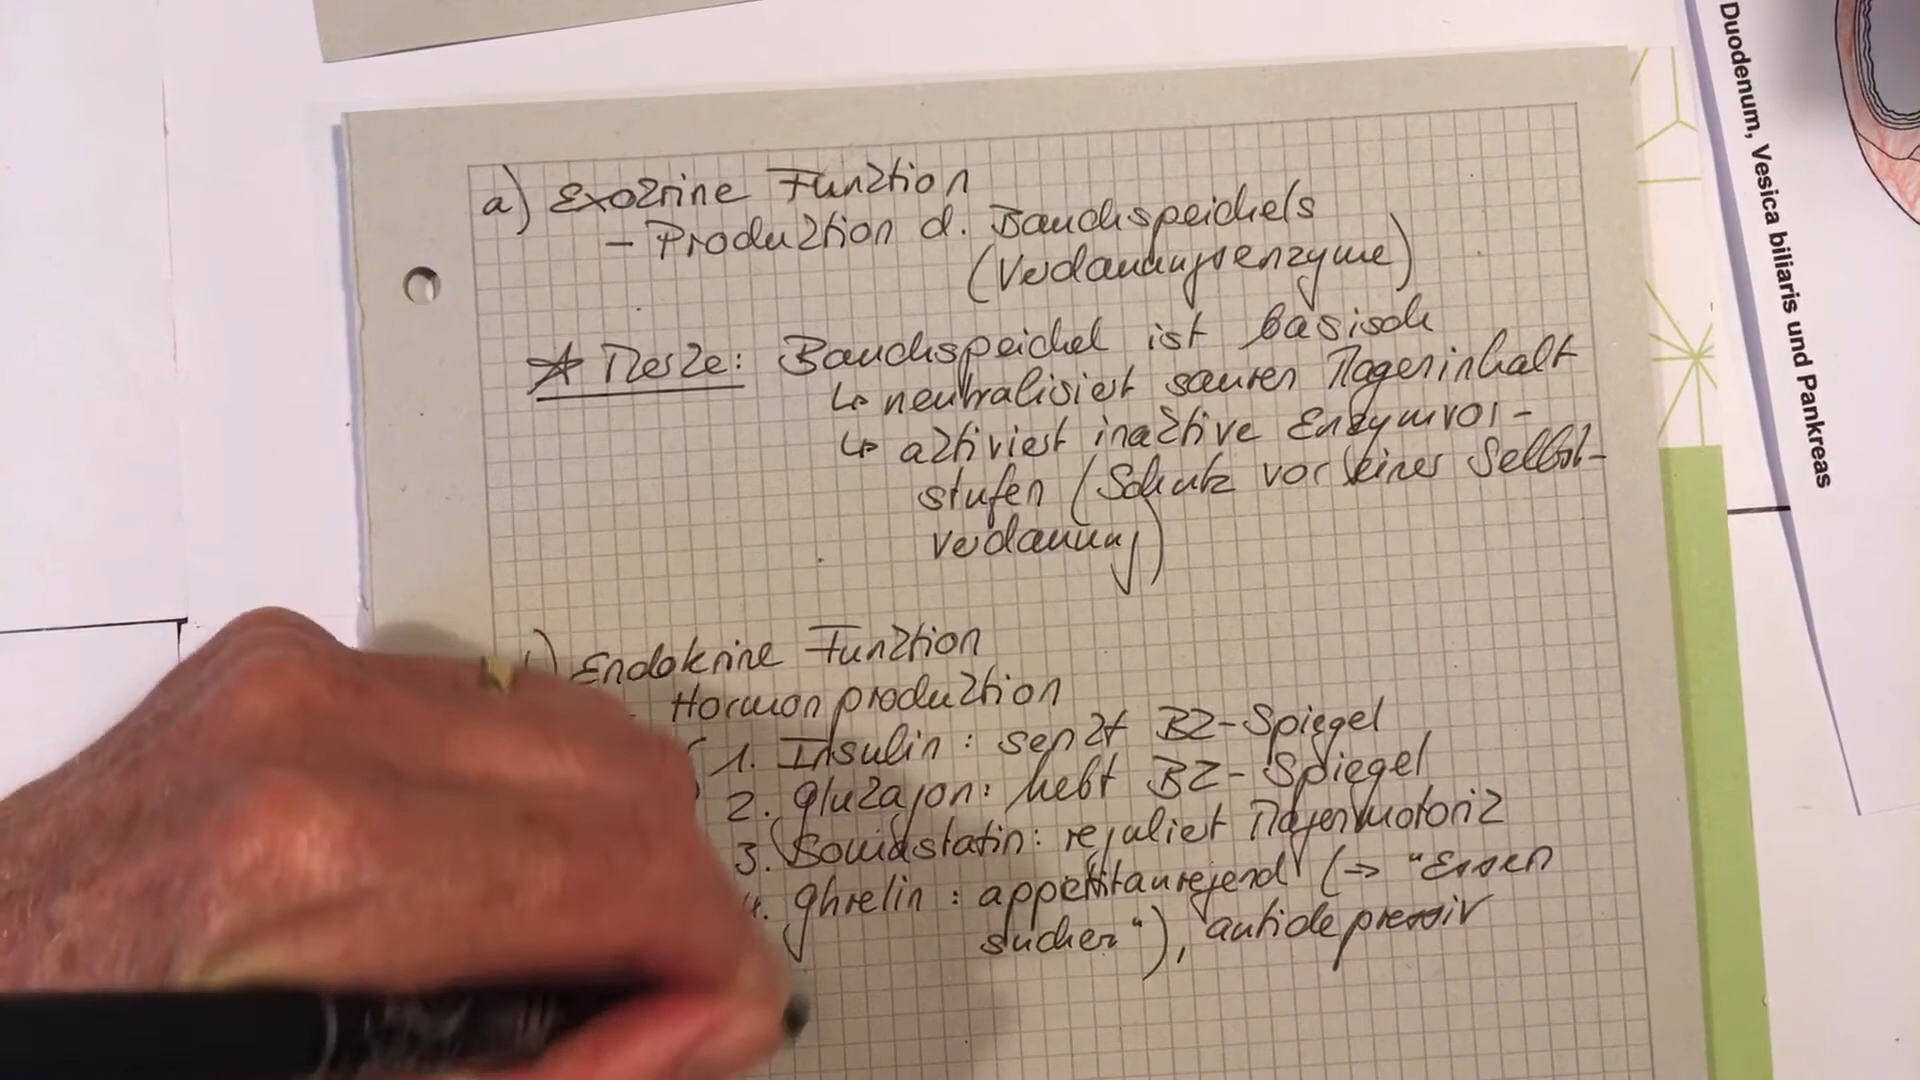 a) Exokrine Funktion
- Produktion d. Bauchspeichels
(Verdauungsenzyme)
* Merke: Bauchspeichel ist basisch
↳ neutralisiert sauren Mageninhalt
↳ aktiviert inaktive Enzymvor-
stufen (Schutz vor einer Selbst-
verdauung)
) Endokrine Funktion
Hormonproduktion
1. Insulin: senkt BZ-Spiegel
2. Glukagon: hebt BZ-Spiegel
3. Somatostatin: reguliert Magenmotorik
4. Ghrelin: appetitanregend (→ "Essen
suchen"), antidepressiv
Duodenum, Vesica biliaris und Pankreas